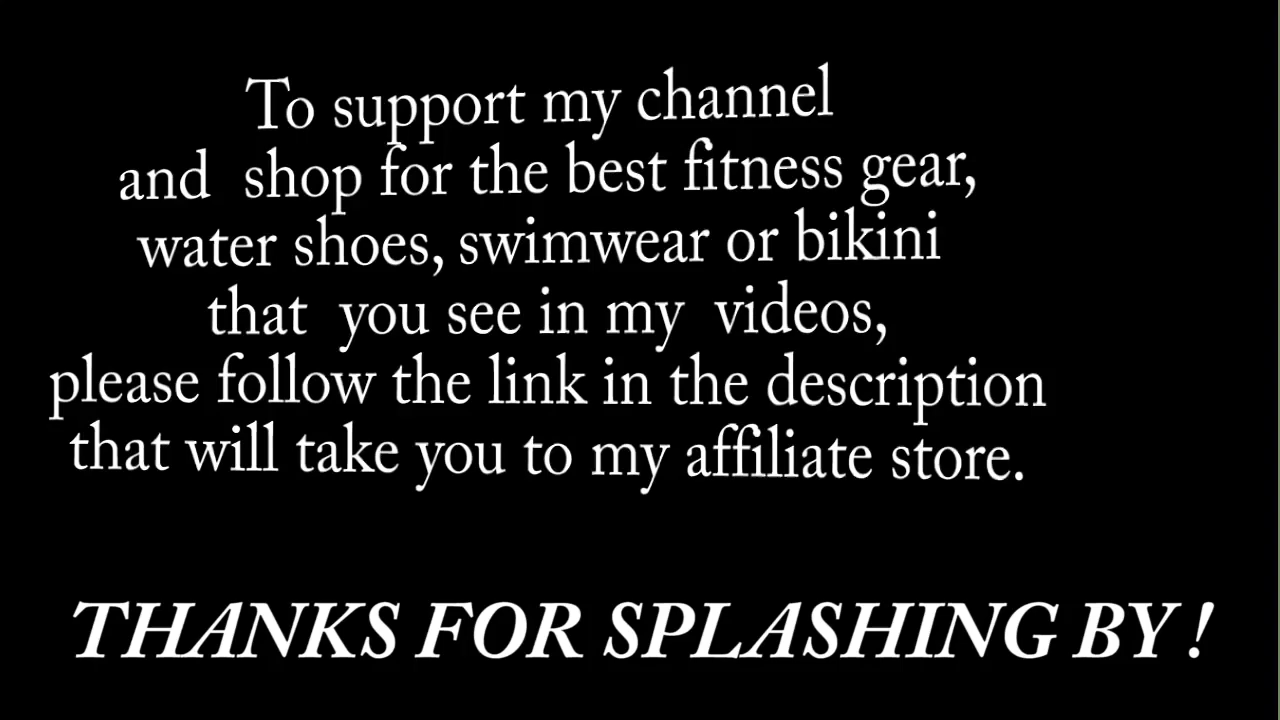 To support my channel
and shop for the best fitness gear,
water shoes, swimwear or bikini
that you see in my videos,
please follow the link in the description
that will take you to my affiliate store.
THANKS FOR SPLASHING BY !